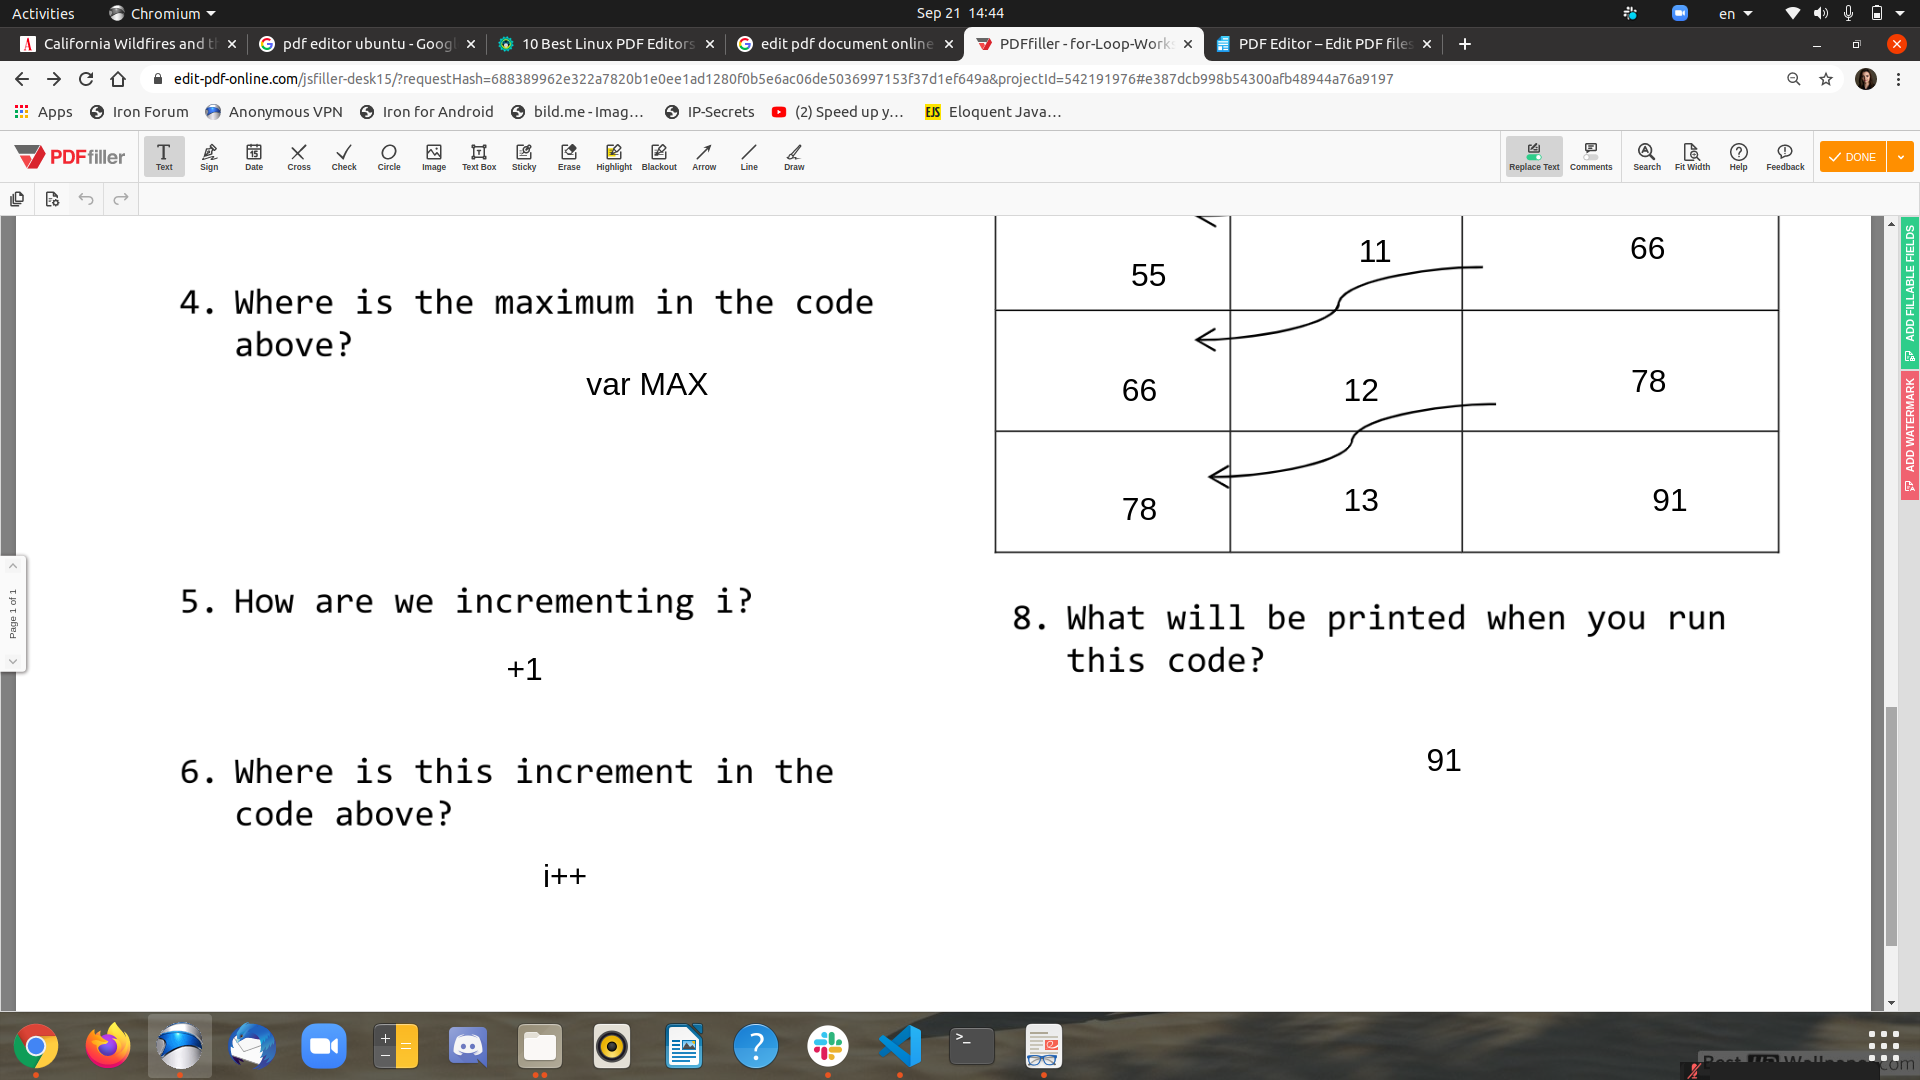 Activities
Chromium
Sep 21 14:44
en
California Wildfires and th
pdf editor ubuntu - Googl
10 Best Linux PDF Editors
edit pdf document online
PDFfiller - for-Loop-Works
PDF Editor – Edit PDF files
edit-pdf-online.com/jsfiller-desk15/?requestHash=688389962e322a7820b1e0ee1ad1280f0b5e6ac06de5036997153f37d1ef649a&projectId=542191976#e387dcb998b54300afb48944a76a9197
Apps
Iron Forum
Anonymous VPN
Iron for Android
bild.me - Imag...
IP-Secrets
(2) Speed up y...
EJS
Eloquent Java...
PDFfiller
Text
Sign
15
Date
Cross
Check
Circle
Image
Text Box
Sticky
Erase
Highlight
Blackout
Arrow
Line
Draw
Replace Text
Comments
Search
Fit Width
Help
Feedback
DONE
ADD FILLABLE FIELDS
ADD WATERMARK
Page 1 of 1
4. Where is the maximum in the code
above?
var MAX
5. How are we incrementing i?
+1
6. Where is this increment in the
code above?
i++
55 11 66
66 12 78
78 13 91
8. What will be printed when you run
this code?
91